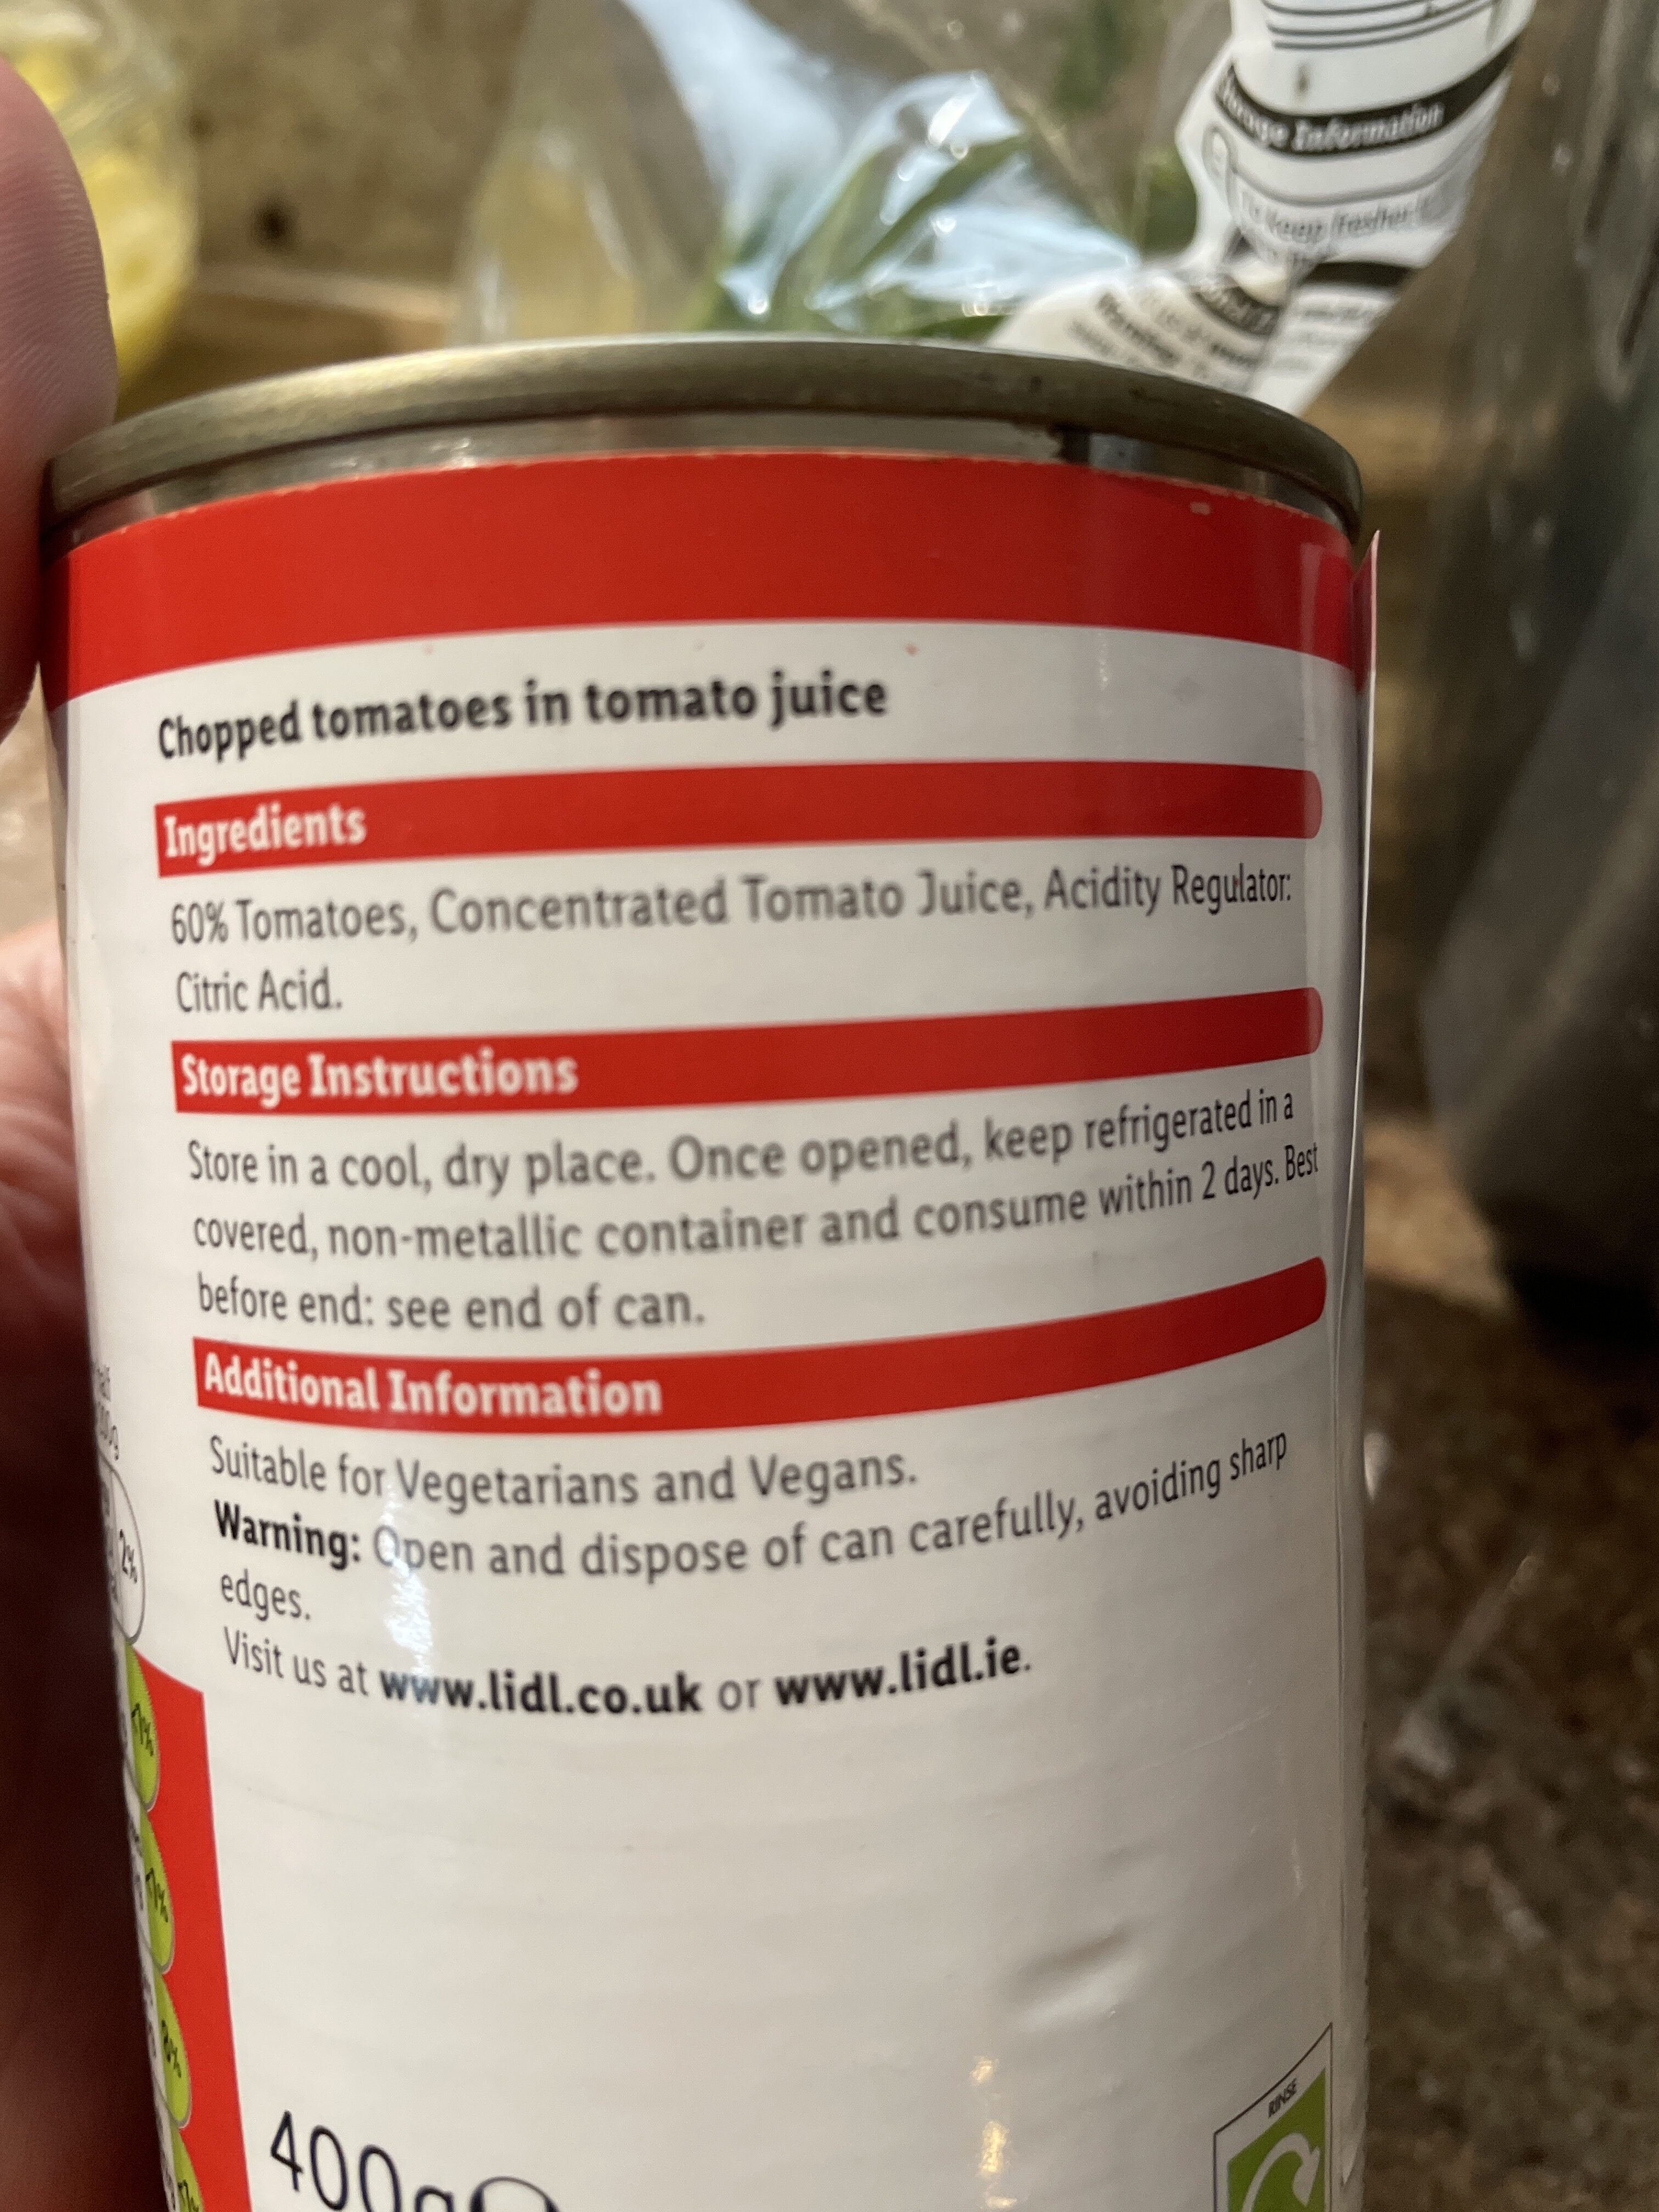 Storage Information
Chopped tomatoes in tomato juice
Ingredients
60% Tomatoes, Concentrated Tomato Juice, Acidity Regulator:
Citric Acid.
Storage Instructions
Store in a cool, dry place. Once opened, keep refrigerated in a
covered, non-metallic container and consume within 2 days. Best
before end: see end of can.
Additional Information
Suitable for Vegetarians and Vegans.
Warning: Open and dispose of can carefully, avoiding sharp
edges.
Visit us at www.lidl.co.uk or www.lidl.ie.
2%
400g
RINSE